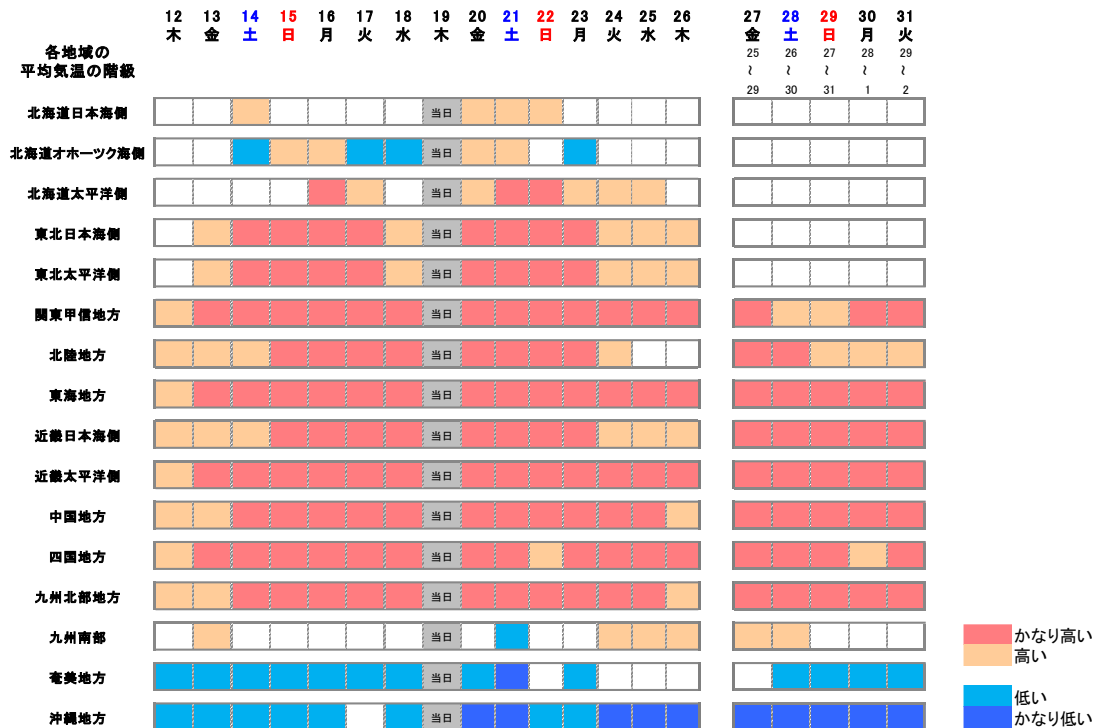 12 13 14 15 16 17 18 19 20 21 22 23 24 25 26 27 28 29 30 31
木 金 土 日 月 火 水 木 金 土 日 月 火 水 木 金 土 日 月 火
各地域の 25 26 27 28 29
平均気温の階級 ~ ~ ~ ~ ~
29 30 31 1 2
北海道日本海側 当日
北海道オホーツク海側 当日
北海道太平洋側 当日
東北日本海側 当日
東北太平洋側 当日
関東甲信地方 当日
北陸地方 当日
東海地方 当日
近畿日本海側 当日
近畿太平洋側 当日
中国地方 当日
四国地方 当日
九州北部地方 当日
九州南部 当日
奄美地方 当日
沖縄地方 当日
かなり高い
高い
低い
かなり低い